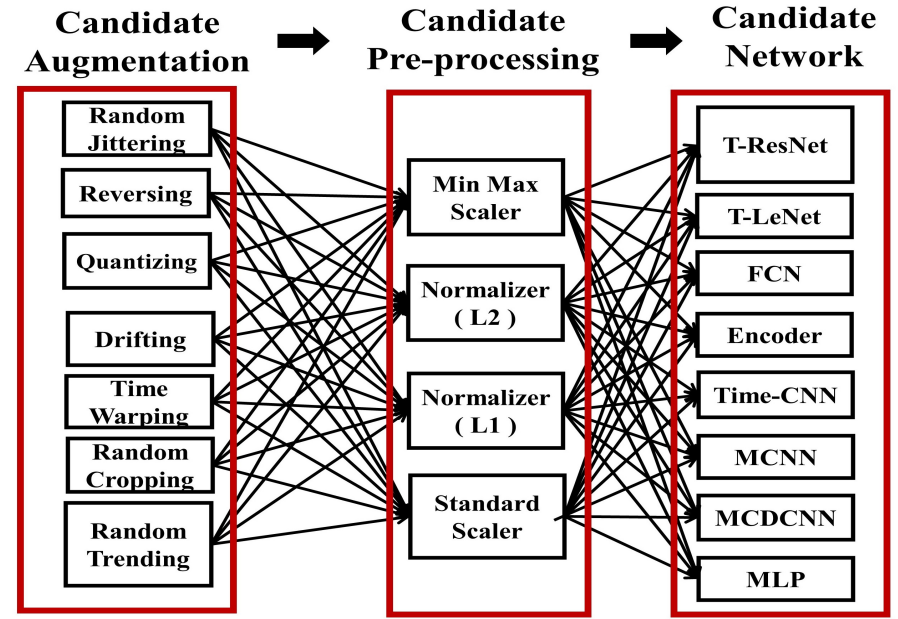 Candidate
Augmentation
Candidate
Pre-processing
Candidate
Network
Random
Jittering
Reversing
Quantizing
Drifting
Time
Warping
Random
Cropping
Random
Trending
Min Max
Scaler
Normalizer
( L2 )
Normalizer
( L1 )
Standard
Scaler
T-ResNet
T-LeNet
FCN
Encoder
Time-CNN
MCNN
MCDCNN
MLP